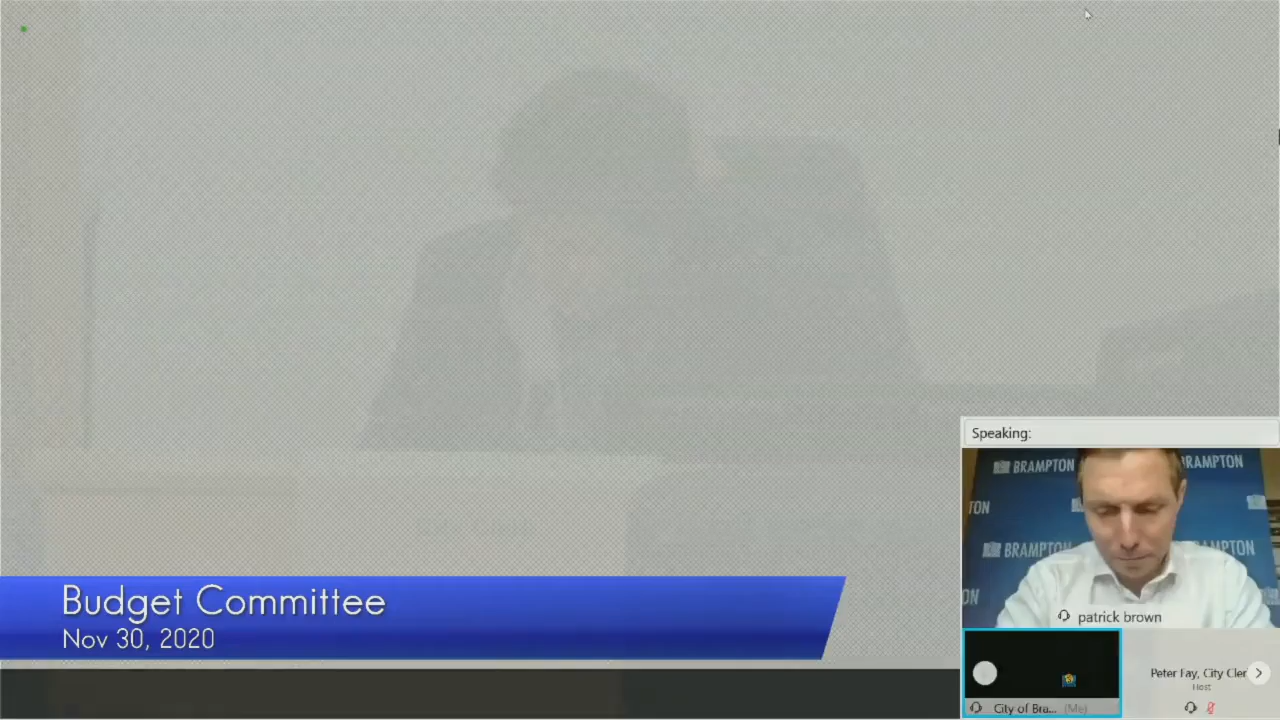 Speaking:
BRAMPTON
BRAMPTON
TON
BRAMPTON
BRAMPTON
ON
patrick brown
Budget Committee
Nov 30, 2020
Peter Fay, City Cler
Host
City of Bra... (Me)